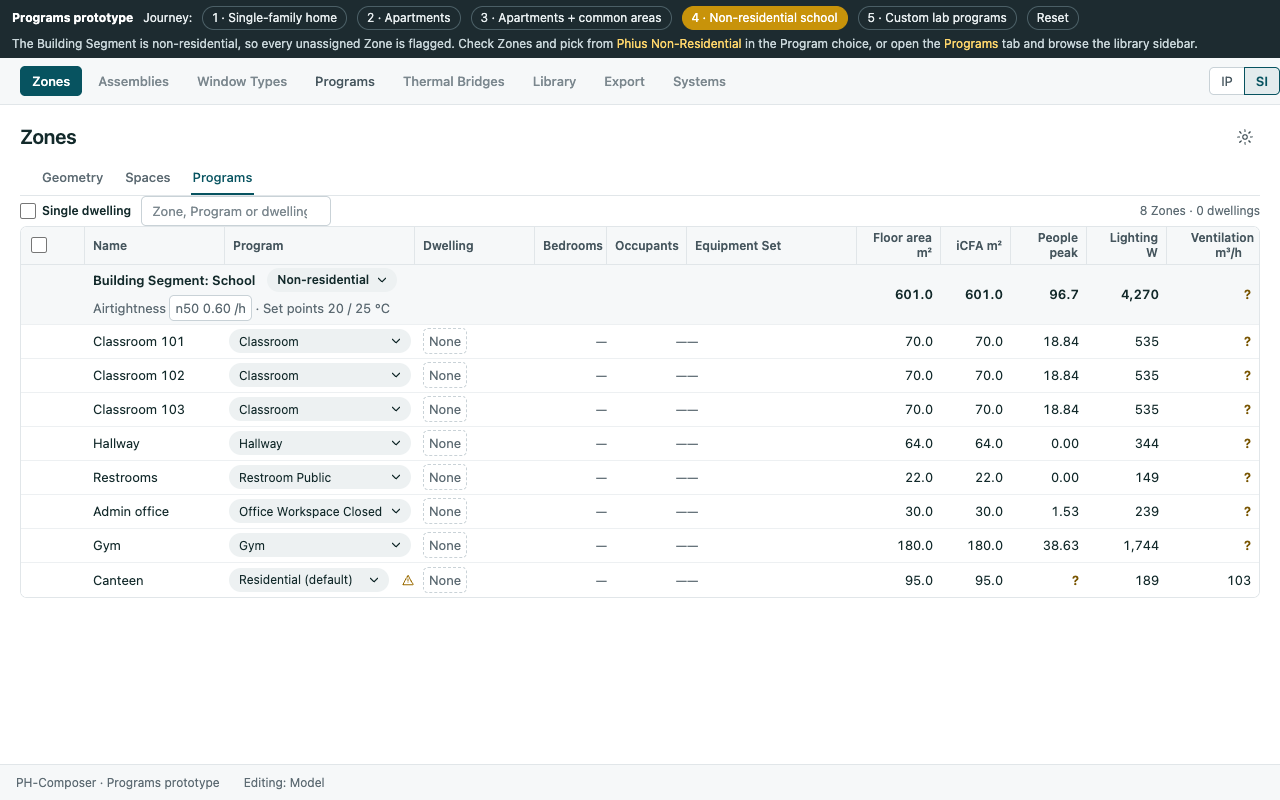 Programs prototype Journey: 1 · Single-family home 2 · Apartments 3 · Apartments + common areas 4 · Non-residential school 5 · Custom lab programs Reset
The Building Segment is non-residential, so every unassigned Zone is flagged. Check Zones and pick from Phius Non-Residential in the Program choice, or open the Programs tab and browse the library sidebar.
Zones Assemblies Window Types Programs Thermal Bridges Library Export Systems IP SI
Zones
Geometry Spaces Programs
Single dwelling Zone, Program or dwelling 8 Zones · 0 dwellings
Name Program Dwelling Bedrooms Occupants Equipment Set Floor area m² iCFA m² People peak Lighting W Ventilation m³/h
Building Segment: School Non-residential 601.0 601.0 96.7 4,270 ?
Airtightness n50 0.60 /h · Set points 20 / 25 °C
Classroom 101 Classroom None — —— 70.0 70.0 18.84 535 ?
Classroom 102 Classroom None — —— 70.0 70.0 18.84 535 ?
Classroom 103 Classroom None — —— 70.0 70.0 18.84 535 ?
Hallway Hallway None — —— 64.0 64.0 0.00 344 ?
Restrooms Restroom Public None — —— 22.0 22.0 0.00 149 ?
Admin office Office Workspace Closed None — —— 30.0 30.0 1.53 239 ?
Gym Gym None — —— 180.0 180.0 38.63 1,744 ?
Canteen Residential (default) None — —— 95.0 95.0 ? 189 103
PH-Composer · Programs prototype Editing: Model